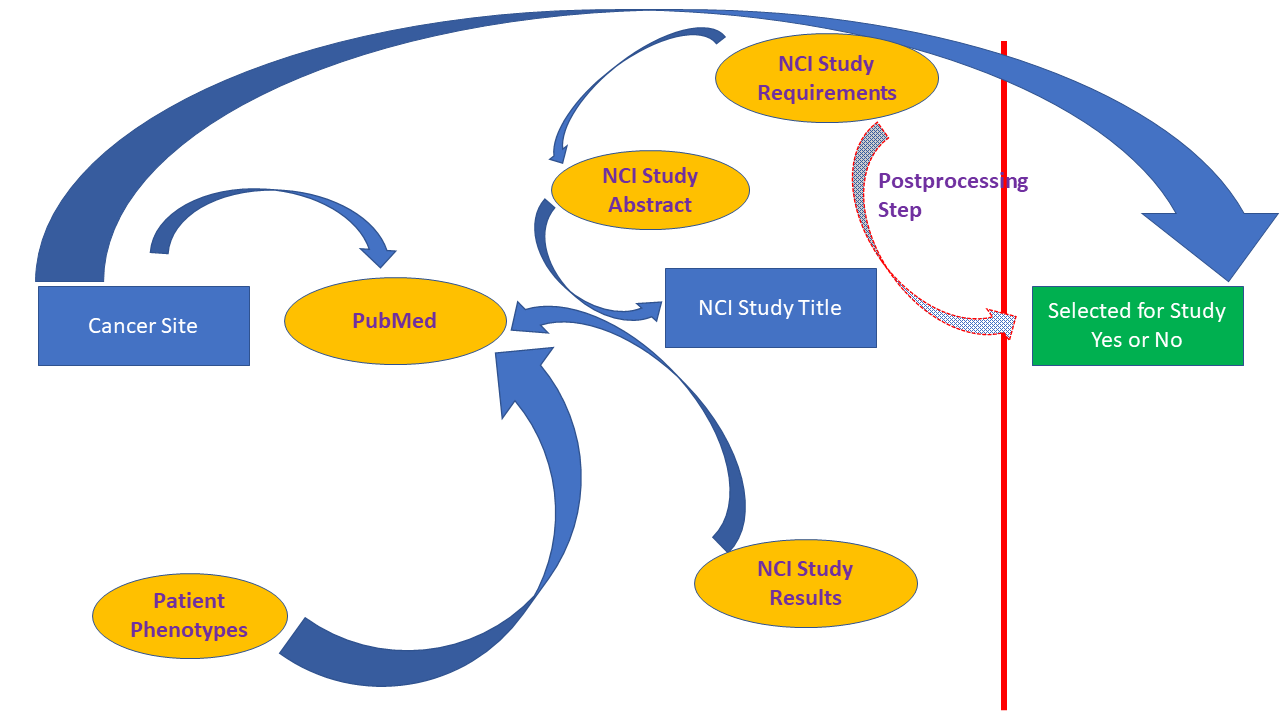 NCI Study
Requirements
NCI Study
Abstract
Postprocessing
Step
Cancer Site
PubMed
NCI Study Title
Selected for Study
Yes or No
Patient
Phenotypes
NCI Study
Results